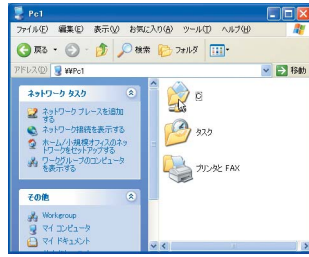 Pc1
ファイル(F) 編集(E) 表示(V) お気に入り(A) ツール(T) ヘルプ(H)
戻る 検索 フォルダ
アドレス(D) ¥¥Pc1 移動
ネットワーク タスク
ネットワーク プレースを追加
する
ネットワーク接続を表示する
ホーム/小規模オフィスのネッ
トワークをセットアップする
ワークグループのコンピュータ
を表示する
その他
Workgroup
マイ コンピュータ
マイ ドキュメント
D
タスク
プリンタと FAX